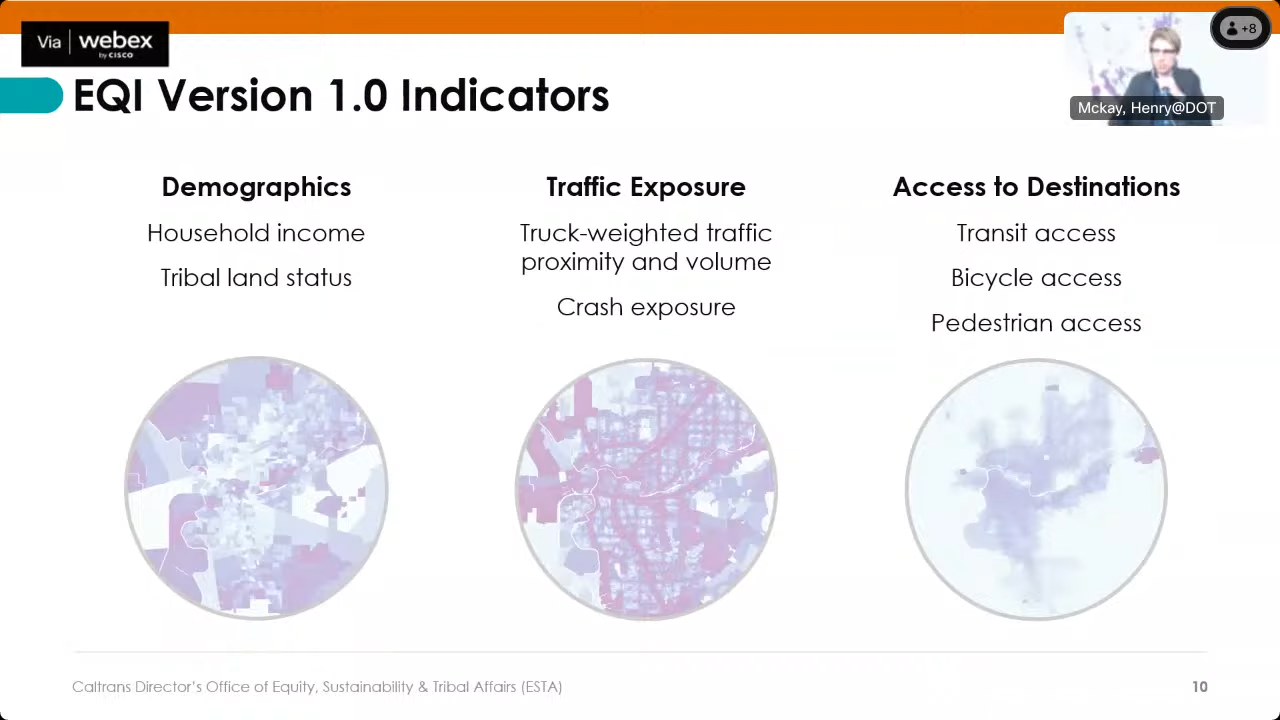 Via webex
by CISCO
+8
EQI Version 1.0 Indicators
Mckay, Henry@DOT
Demographics
Household income
Tribal land status
Traffic Exposure
Truck-weighted traffic
proximity and volume
Crash exposure
Access to Destinations
Transit access
Bicycle access
Pedestrian access
Caltrans Director’s Office of Equity, Sustainability & Tribal Affairs (ESTA)
10